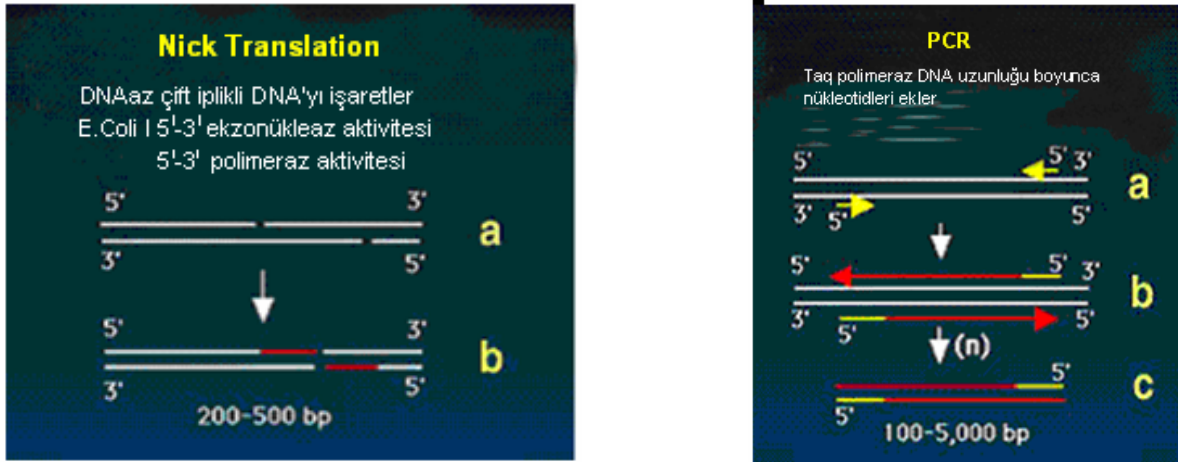 Nick Translation
DNAaz çift iplikli DNA'yı işaretler
E.Coli I 5'-3' ekzonükleaz aktivitesi
5'-3' polimeraz aktivitesi
5' 3'
a
3' 5'
5' 3'
b
3' 5'
200-500 bp
PCR
Taq polimeraz DNA uzunluğu boyunca
nükleotidleri ekler
5' 5' 3'
a
3' 5' 5'
5' 5' 3'
b
3' 5' 5'
(n)
5'
c
5'
100-5,000 bp